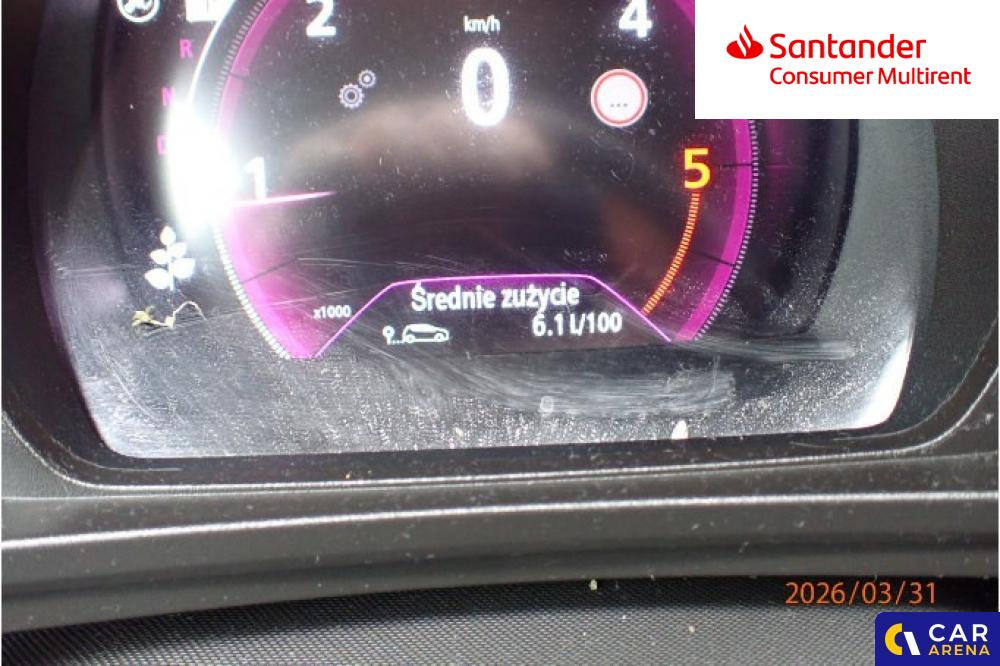 Santander
Consumer Multirent
2
km/h
4
R
0
N
...
D
1
5
Średnie zużycie
x1000
6.1 l/100
2026/03/31
CAR
ARENA